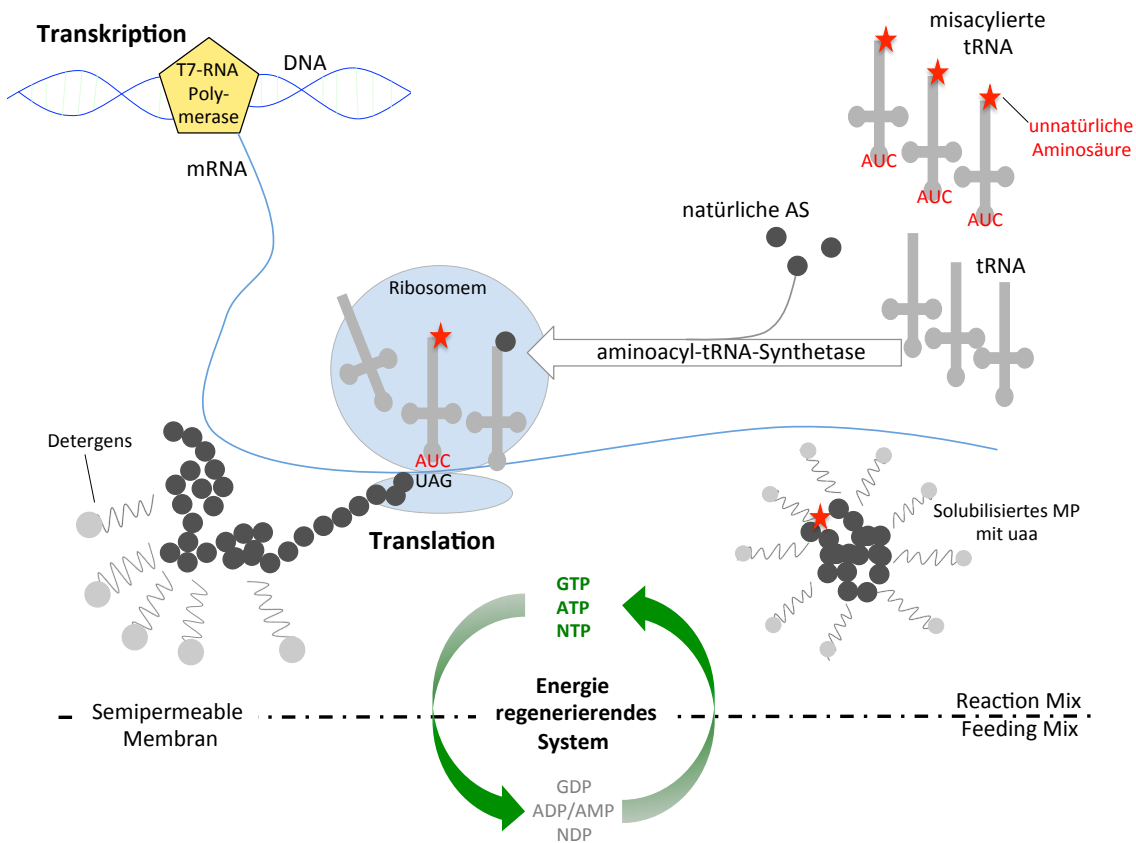 Transkription
T7-RNA
Poly-
merase
DNA
mRNA
misacylierte
tRNA
unnatürliche
Aminosäure
AUC
AUC
AUC
natürliche AS
tRNA
Ribosomem
aminoacyl-tRNA-Synthetase
Detergens
AUC
UAG
Translation
Solubilisiertes MP
mit uaa
GTP
ATP
NTP
Energie
regenerierendes
System
Semipermeable
Membran
Reaction Mix
Feeding Mix
GDP
ADP/AMP
NDP